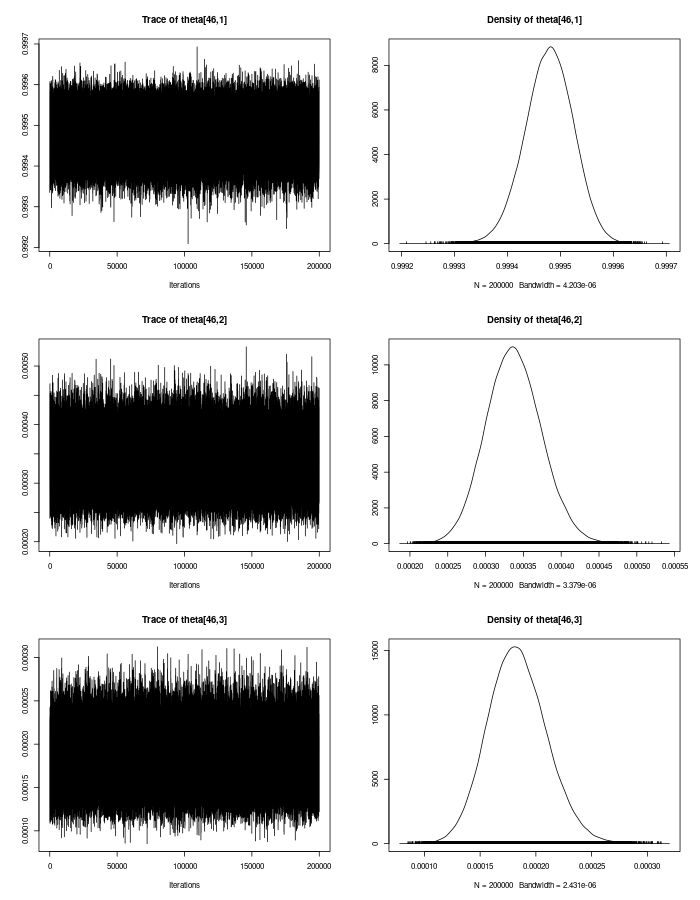 Trace of theta[46,1]
0.9992 0.9993 0.9994 0.9995 0.9996 0.9997
0 50000 100000 150000 200000
Iterations
Density of theta[46,1]
0 2000 4000 6000 8000
0.9992 0.9993 0.9994 0.9995 0.9996 0.9997
N = 200000 Bandwidth = 4.203e-06
Trace of theta[46,2]
0.00020 0.00030 0.00040 0.00050
0 50000 100000 150000 200000
Iterations
Density of theta[46,2]
0 2000 4000 6000 8000 10000
0.00020 0.00025 0.00030 0.00035 0.00040 0.00045 0.00050 0.00055
N = 200000 Bandwidth = 3.379e-06
Trace of theta[46,3]
0.00010 0.00015 0.00020 0.00025 0.00030
0 50000 100000 150000 200000
Iterations
Density of theta[46,3]
0 5000 10000 15000
0.00010 0.00015 0.00020 0.00025 0.00030
N = 200000 Bandwidth = 2.431e-06